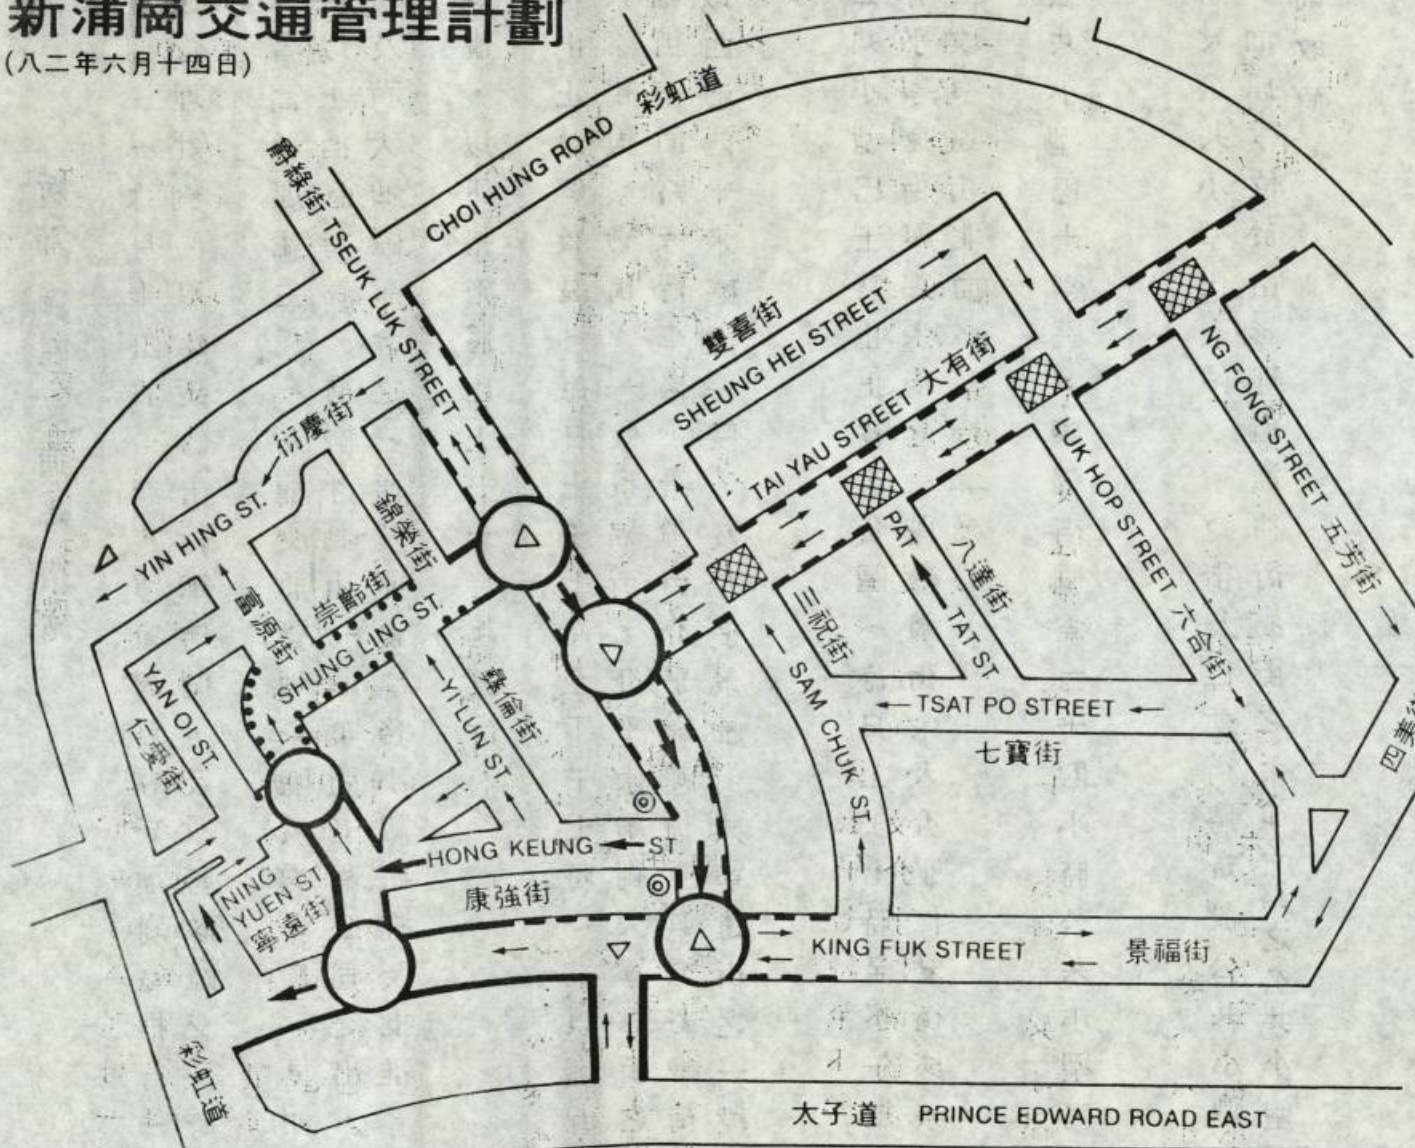 新蒲崗交通管理計劃
(八二年六月十四日)
彩虹道
CHOI HUNG ROAD
爵綠街 TSEUK LUK STREET
雙喜街
SHEUNG HEI STREET
TAI YAU STREET 大有街
NG FONG STREET 五芳街
LUK HOP STREET 六合街
衍慶街
YIN HING ST.
錦榮街
崇齡街
SHUNG LING ST.
富源街
PAT TAT ST
八達街
三祝街
SAM CHUK ST.
YAN OI ST.
仁愛街
YI LUN ST.
彝倫街
TSAT PO STREET
七寶街
四美街
HONG KEUNG ST.
康強街
NING
YUEN ST
寧遠街
KING FUK STREET 景福街
彩虹道
太子道 PRINCE EDWARD ROAD EAST